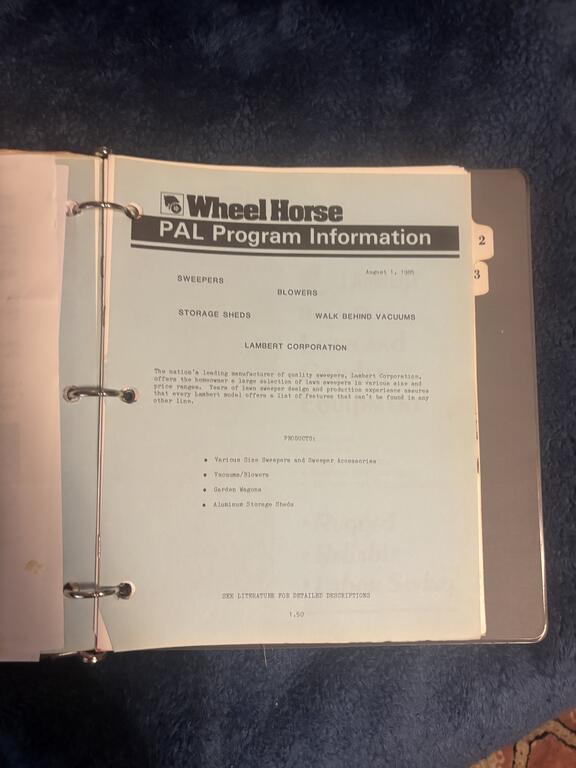 Wheel Horse
PAL Program Information
August 1, 1985
SWEEPERS
BLOWERS
STORAGE SHEDS WALK BEHIND VACUUMS
LAMBERT CORPORATION
The nation's leading manufacturer of quality sweepers, Lambert Corporation,
offers the homeowner a large selection of lawn sweepers in various size and
price ranges. Years of lawn sweeper design and production experience assures
that every Lambert model offers a list of features that can't be found in any
other line.
PRODUCTS:
• Various Size Sweepers and Sweeper Accessories
• Vacuums/Blowers
• Garden Wagons
• Aluminum Storage Sheds
SEE LITERATURE FOR DETAILED DESCRIPTIONS
1.50
2
3